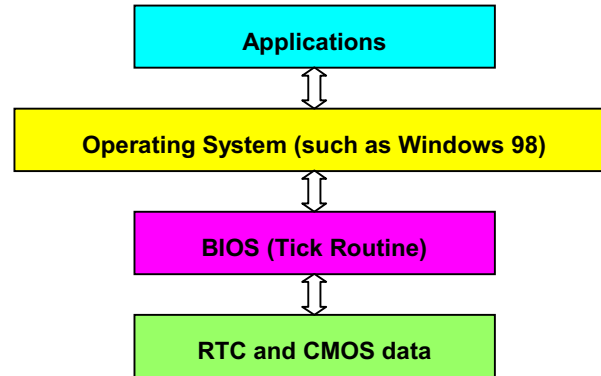 Applications
Operating System (such as Windows 98)
BIOS (Tick Routine)
RTC and CMOS data